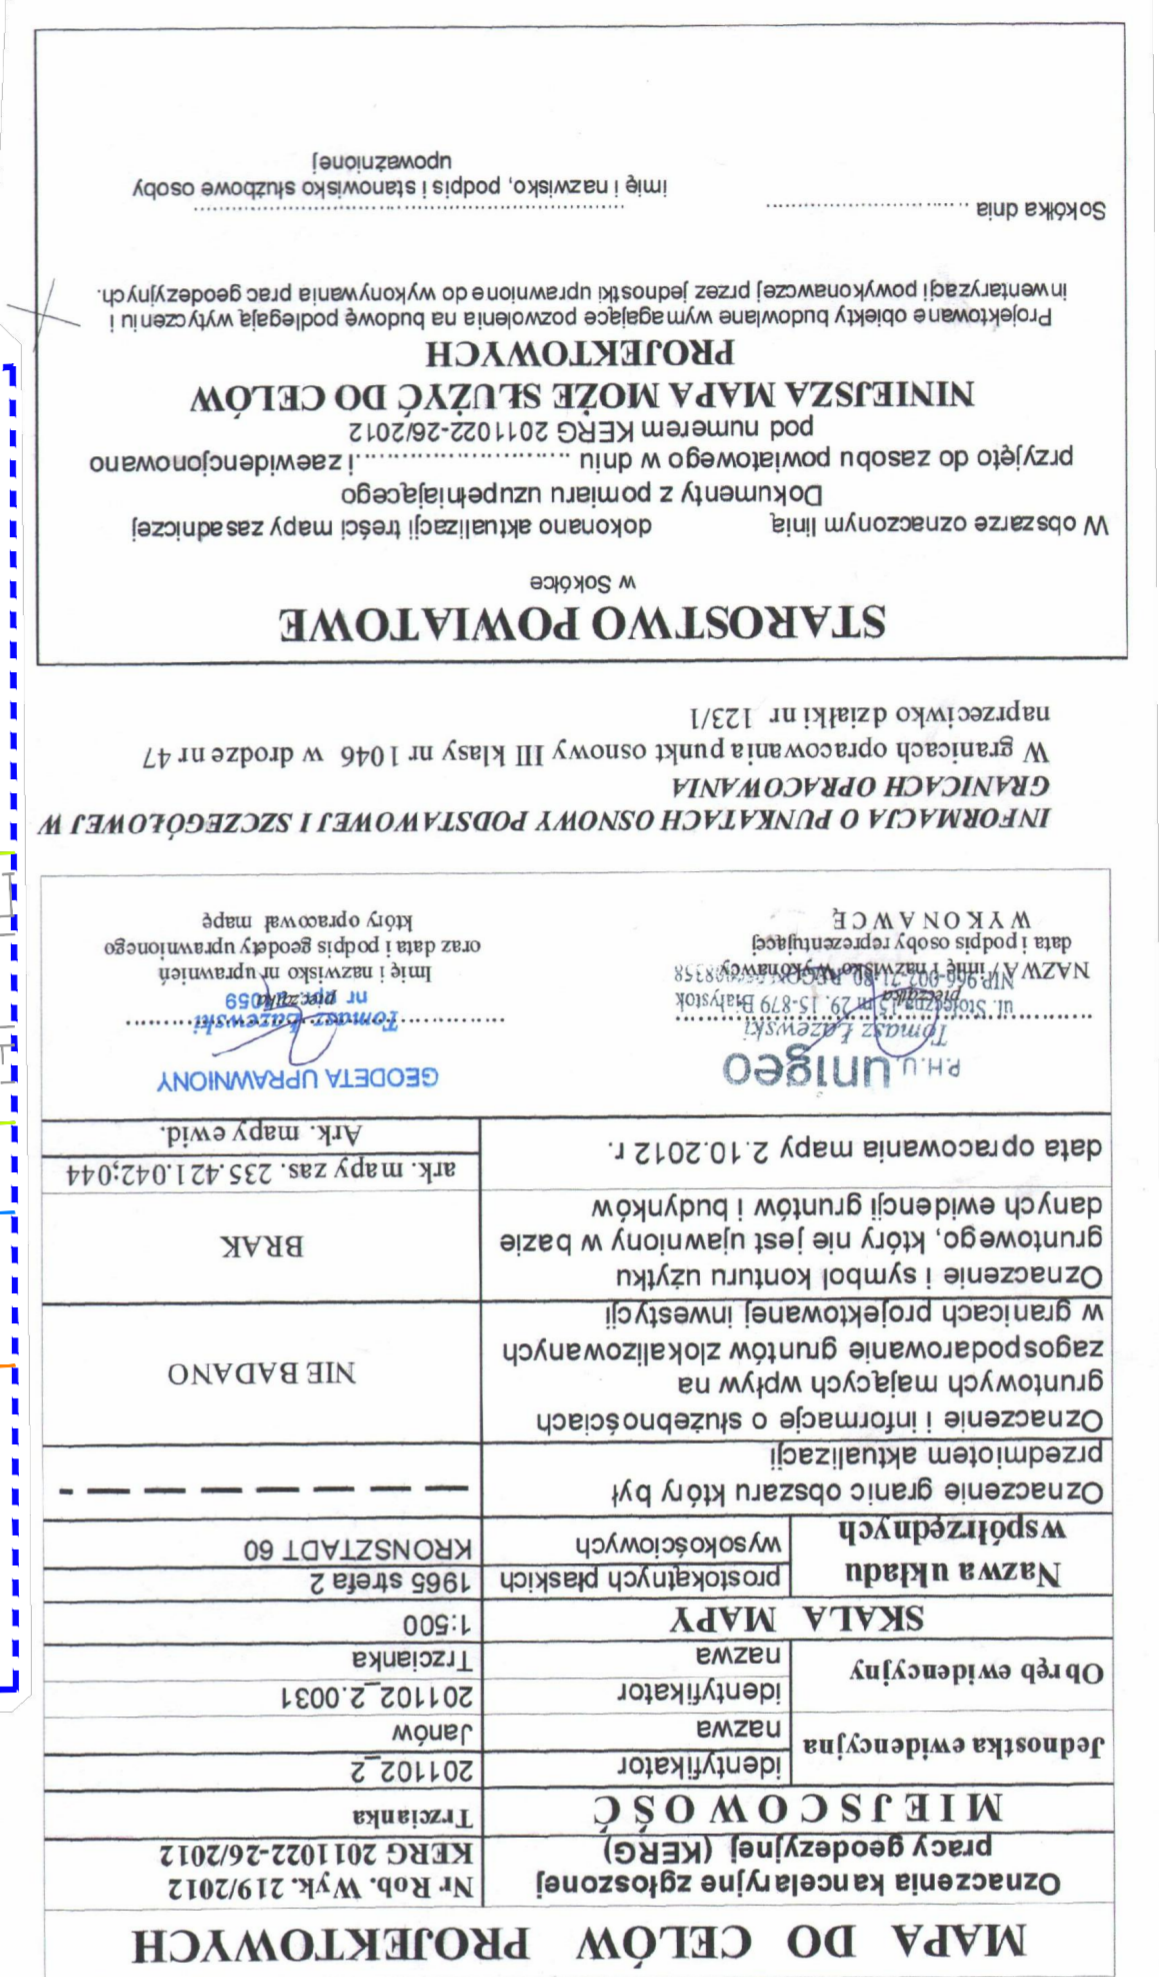 MAPA DO CELÓW PROJEKTOWYCH
Oznaczenia kancelaryjne zgłoszonej
pracy geodezyjnej (KERG)
Nr Rob. Wyk. 219/2012
KERG 2011022-26/2012
MIEJSCOWOŚĆ
Trzcianka
Jednostka ewidencyjna
identyfikator
201102_2
nazwa
Janów
Obręb ewidencyjny
identyfikator
201102_2.0031
nazwa
Trzcianka
SKALA MAPY
1:500
Nazwa układu
współrzędnych
prostokątnych płaskich
1965 strefa 2
wysokościowych
KRONSZTADT 60
Oznaczenie granic obszaru który był
przedmiotem aktualizacji
Oznaczenie i informacje o służebnościach
gruntowych mających wpływ na
zagospodarowanie gruntów zlokalizowanych
w granicach projektowanej inwestycji
NIE BADANO
Oznaczenie i symbol konturu użytku
gruntowego, który nie jest ujawniony w bazie
danych ewidencji gruntów i budynków
BRAK
data opracowania mapy 2.10.2012 r.
ark. mapy zas. 235.421.042;044
Ark. mapy ewid.
P.H.U. unigeo
Tomasz Łazewski
ul. Stołeczna 15 m 29, 15-879 Białystok
pieczątka
NIP 966-002-71-80, REGON
NAZWA / imię i nazwisko wykonawcy
data i podpis osoby reprezentującej
WYKONAWCĘ
GEODETA UPRAWNIONY
Tomasz Łazewski
pieczątka
Imię i nazwisko nr uprawnień
oraz data i podpis geodety uprawnionego
który opracował mapę
INFORMACJA O PUNKATACH OSNOWY PODSTAWOWEJ I SZCZEGÓŁOWEJ W
GRANICACH OPRACOWANIA
W granicach opracowania punkt osnowy III klasy nr 1046 w drodze nr 47
naprzeciwko działki nr 123/1
STAROSTWO POWIATOWE
w Sokółce
W obszarze oznaczonym linią dokonano aktualizacji treści mapy zasadniczej
Dokumenty z pomiaru uzupełniającego
przyjęto do zasobu powiatowego w dniu ..............................i zaewidencjonowano
pod numerem KERG 2011022-26/2012
NINIEJSZA MAPA MOŻE SŁUŻYĆ DO CELÓW
PROJEKTOWYCH
Projektowane obiekty budowlane wymagające pozwolenia na budowę podlegają wytyczeniu i
inwentaryzacji powykonawczej przez jednostki uprawnione do wykonywania prac geodezyjnych.
Sokółka dnia ..............................
imię i nazwisko, podpis i stanowisko służbowe osoby
upoważnionej